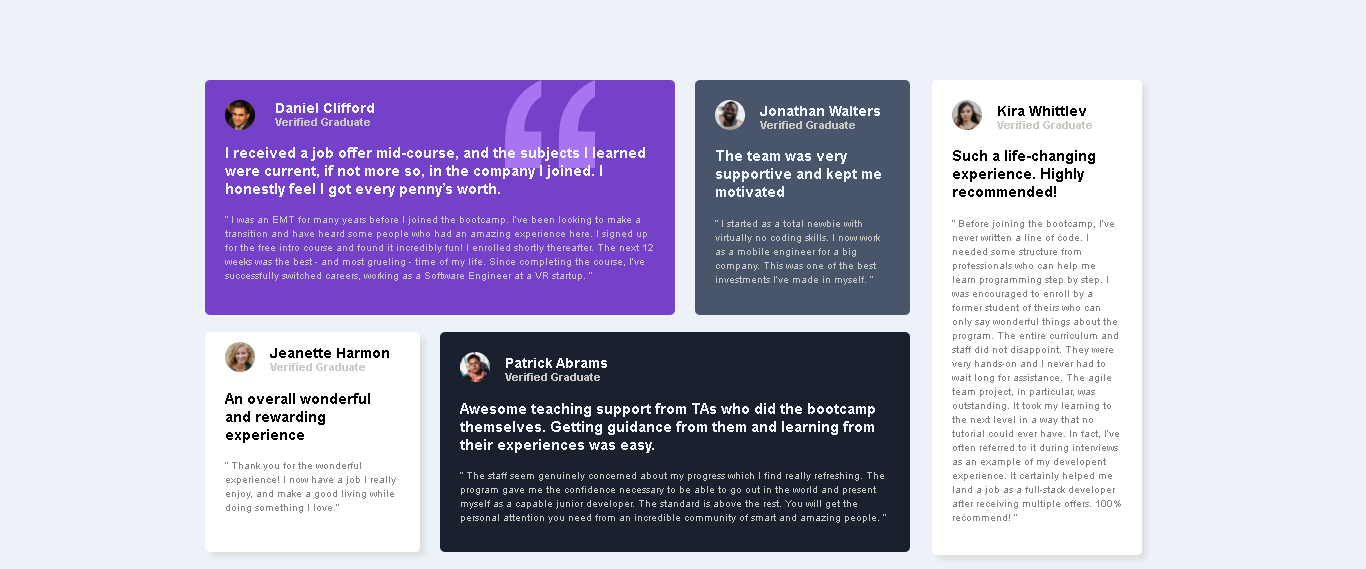 Daniel Clifford
Verified Graduate
I received a job offer mid-course, and the subjects I learned
were current, if not more so, in the company I joined. I
honestly feel I got every penny's worth.
" I was an EMT for many years before I joined the bootcamp. I've been looking to make a
transition and have heard some people who had an amazing experience here. I signed up
for the free intro course and found it incredibly fun! I enrolled shortly thereafter. The next 12
weeks was the best - and most grueling - time of my life. Since completing the course, I've
successfully switched careers, working as a Software Engineer at a VR startup. "
Jonathan Walters
Verified Graduate
The team was very
supportive and kept me
motivated
" I started as a total newbie with
virtually no coding skills. I now work
as a mobile engineer for a big
company. This was one of the best
investments I've made in myself. "
Kira Whittlev
Verified Graduate
Such a life-changing
experience. Highly
recommended!
" Before joining the bootcamp, I've
never written a line of code. I
needed some structure from
professionals who can help me
learn programming step by step. I
was encouraged to enroll by a
former student of theirs who can
only say wonderful things about the
program. The entire curriculum and
staff did not disappoint. They were
very hands-on and I never had to
wait long for assistance. The agile
team project, in particular, was
outstanding. It took my learning to
the next level in a way that no
tutorial could ever have. In fact, I've
often referred to it during interviews
as an example of my developent
experience. It certainly helped me
land a job as a full-stack developer
after receiving multiple offers. 100%
recommend! "
Jeanette Harmon
Verified Graduate
An overall wonderful
and rewarding
experience
" Thank you for the wonderful
experience! I now have a job I really
enjoy, and make a good living while
doing something I love."
Patrick Abrams
Verified Graduate
Awesome teaching support from TAs who did the bootcamp
themselves. Getting guidance from them and learning from
their experiences was easy.
" The staff seem genuinely concerned about my progress which I find really refreshing. The
program gave me the confidence necessary to be able to go out in the world and present
myself as a capable junior developer. The standard is above the rest. You will get the
personal attention you need from an incredible community of smart and amazing people. "